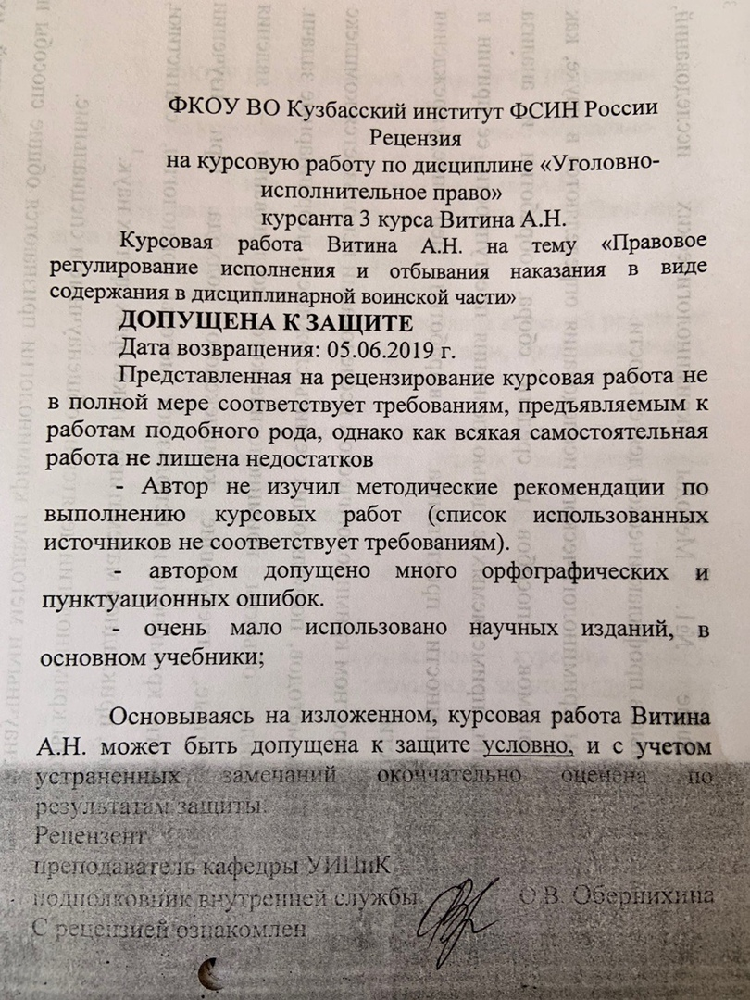 ФКОУ ВО Кузбасский институт ФСИН России
Рецензия
на курсовую работу по дисциплине «Уголовно-
исполнительное право»
курсанта 3 курса Витина А.Н.
Курсовая работа Витина А.Н. на тему «Правовое
регулирование исполнения и отбывания наказания в виде
содержания в дисциплинарной воинской части»
ДОПУЩЕНА К ЗАЩИТЕ
Дата возвращения: 05.06.2019 г.
Представленная на рецензирование курсовая работа не
в полной мере соответствует требованиям, предъявляемым к
работам подобного рода, однако как всякая самостоятельная
работа не лишена недостатков
- Автор не изучил методические рекомендации по
выполнению курсовых работ (список использованных
источников не соответствует требованиям).
- автором допущено много орфографических и
пунктуационных ошибок.
- очень мало использовано научных изданий, в
основном учебники;
Основываясь на изложенном, курсовая работа Витина
А.Н. может быть допущена к защите условно, и с учетом
устраненных замечаний окончательно оценена по
результатам защиты.
Рецензент
преподаватель кафедры УИПиК
подполковник внутренней службы О.В. Обернихина
С рецензией ознакомлен